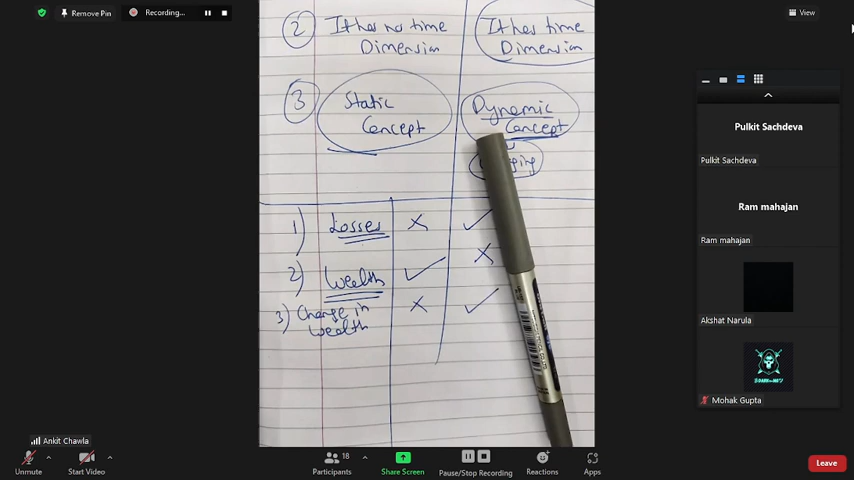 Remove Pin
Recording...
View
2 It has no time
Dimension
It has time
Dimension
3 Static
Concept
Dynamic
Concept
1) Losses × ✓
2) Wealth ✓ ×
3) Change in
Wealth × ✓
Pulkit Sachdeva
Pulkit Sachdeva
Ram mahajan
Ram mahajan
Akshat Narula
Mohak Gupta
Ankit Chawla
Unmute
Start Video
18
Participants
Share Screen
Pause/Stop Recording
Reactions
Apps
Leave